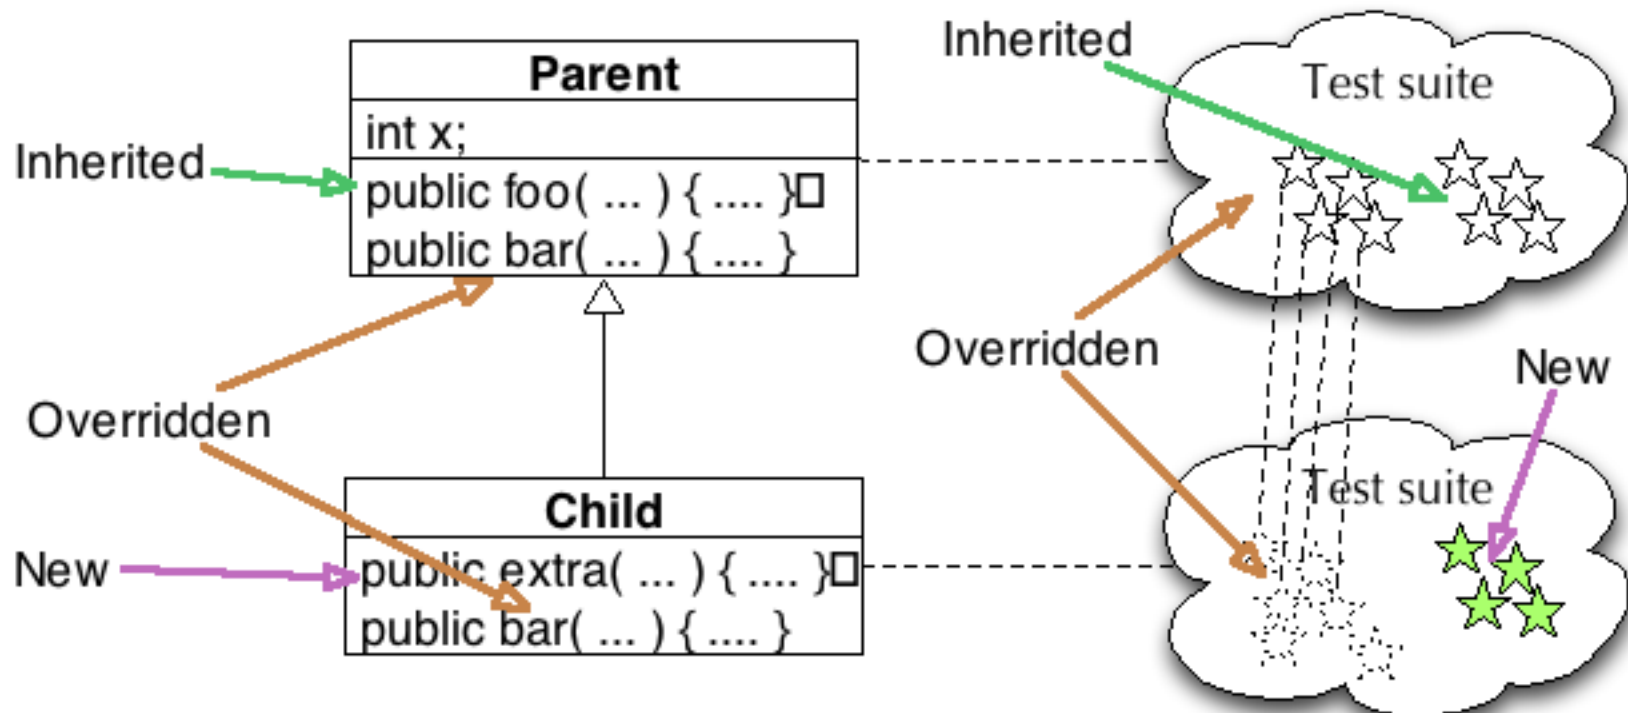 Inherited
Parent
Test suite
int x;
Inherited
public foo( ... ) { .... }
public bar( ... ) { .... }
Overridden
New
Overridden
Child
Test suite
New
public extra( ... ) { .... }
public bar( ... ) { .... }